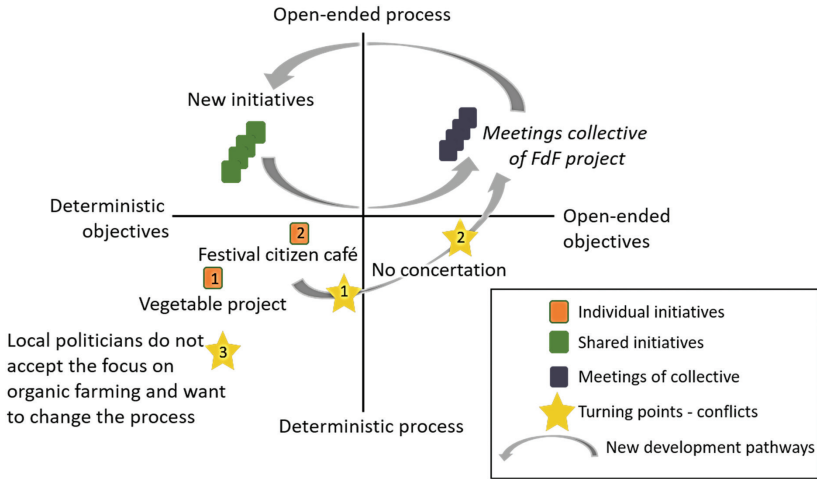 Open-ended process
New initiatives
Meetings collective
of FdF project
Deterministic
objectives
Open-ended
objectives
2
Festival citizen café
2
No concertation
1
Vegetable project
1
Local politicians do not
accept the focus on
organic farming and want
to change the process
3
Deterministic process
Individual initiatives
Shared initiatives
Meetings of collective
Turning points - conflicts
New development pathways